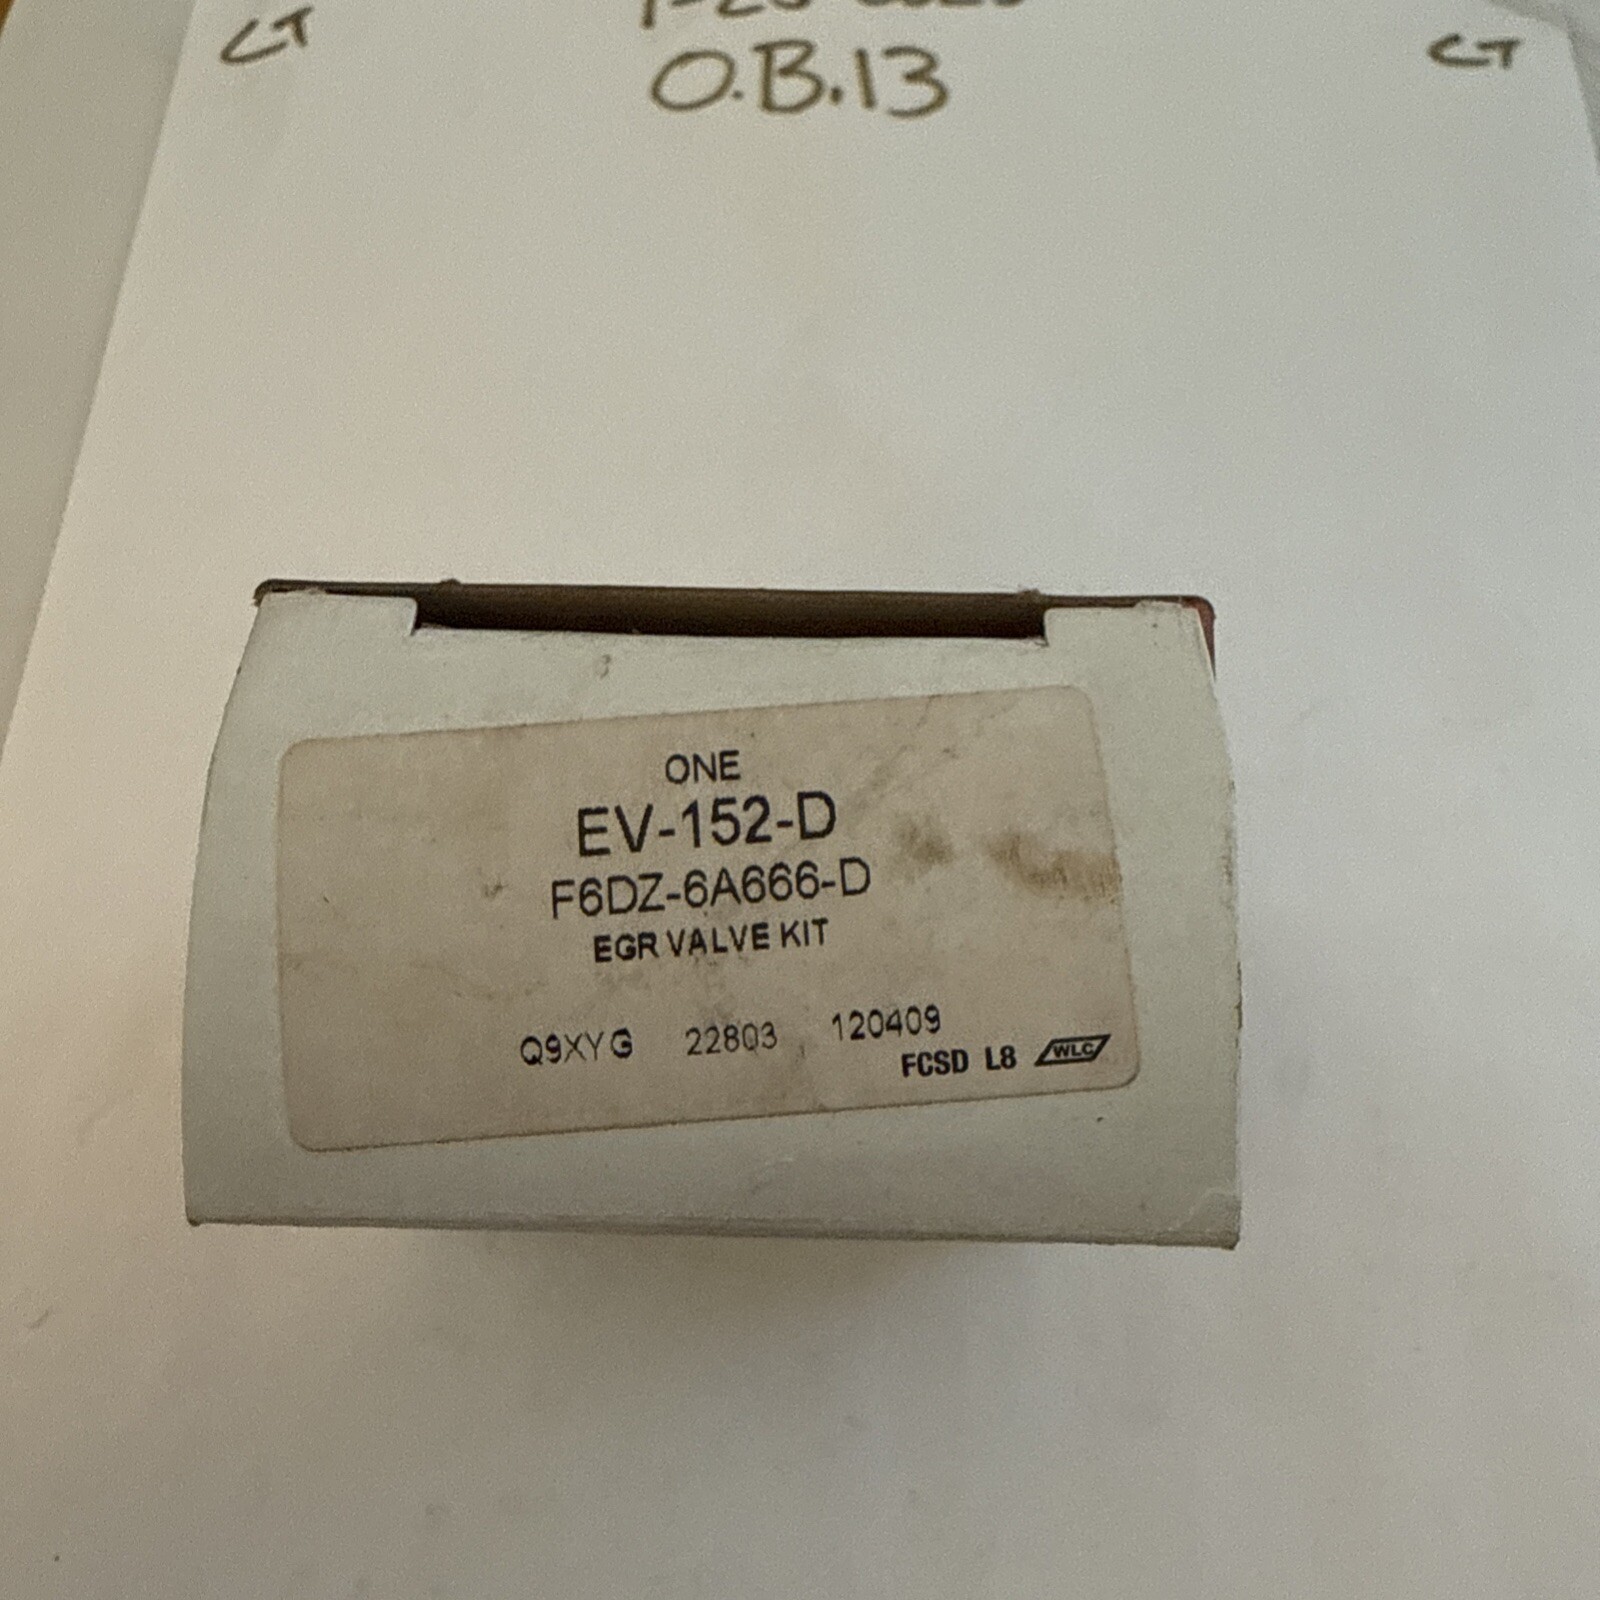 CT
O.B.13
CT
ONE
EV-152-D
F6DZ-6A666-D
EGR VALVE KIT
Q9XYG 22803 120409
FCSD L8 WLC